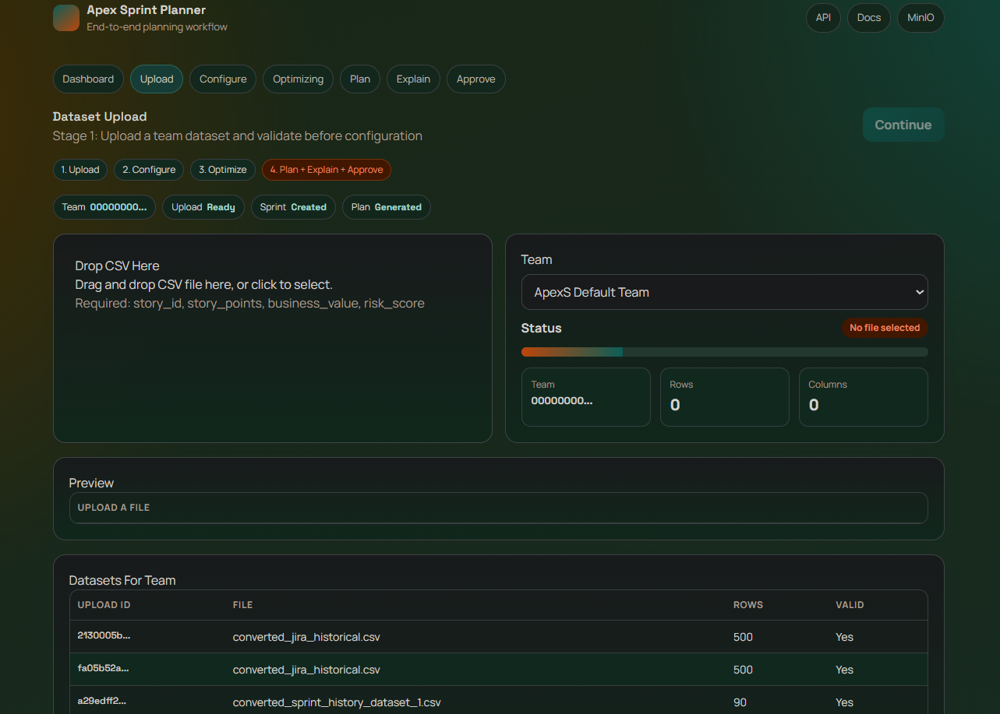 Apex Sprint Planner
End-to-end planning workflow
API Docs MinIO
Dashboard Upload Configure Optimizing Plan Explain Approve
Dataset Upload
Stage 1: Upload a team dataset and validate before configuration
Continue
1. Upload 2. Configure 3. Optimize 4. Plan + Explain + Approve
Team 00000000... Upload Ready Sprint Created Plan Generated
Drop CSV Here
Drag and drop CSV file here, or click to select.
Required: story_id, story_points, business_value, risk_score
Team
ApexS Default Team
Status No file selected
Team Rows Columns
00000000... 0 0
Preview
UPLOAD A FILE
Datasets For Team
UPLOAD ID FILE ROWS VALID
2130005b... converted_jira_historical.csv 500 Yes
fa05b52a... converted_jira_historical.csv 500 Yes
a29edff2... converted_sprint_history_dataset_1.csv 90 Yes